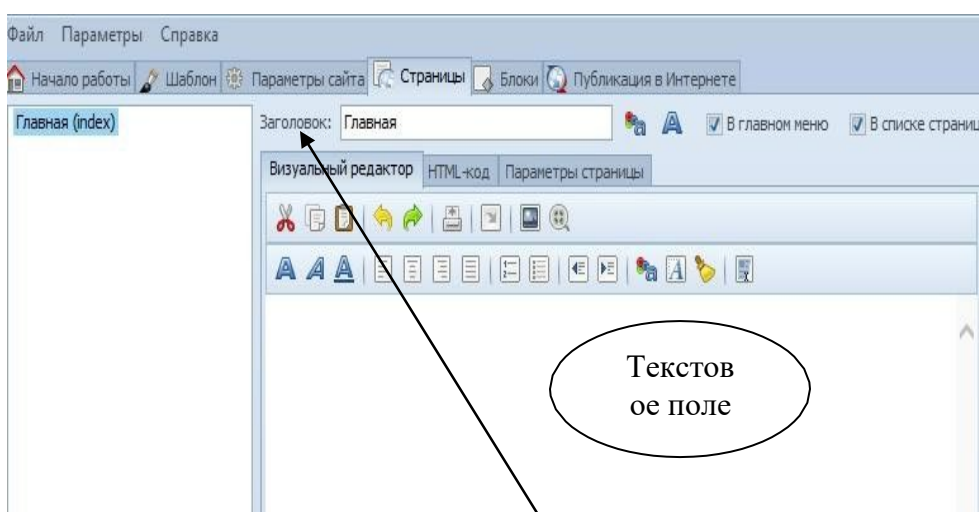 Файл Параметры Справка
Начало работы Шаблон Параметры сайта Страницы Блоки Публикация в Интернете
Главная (index)
Заголовок: Главная В главном меню В списке страниц
Визуальный редактор HTML-код Параметры страницы
Текстов
ое поле